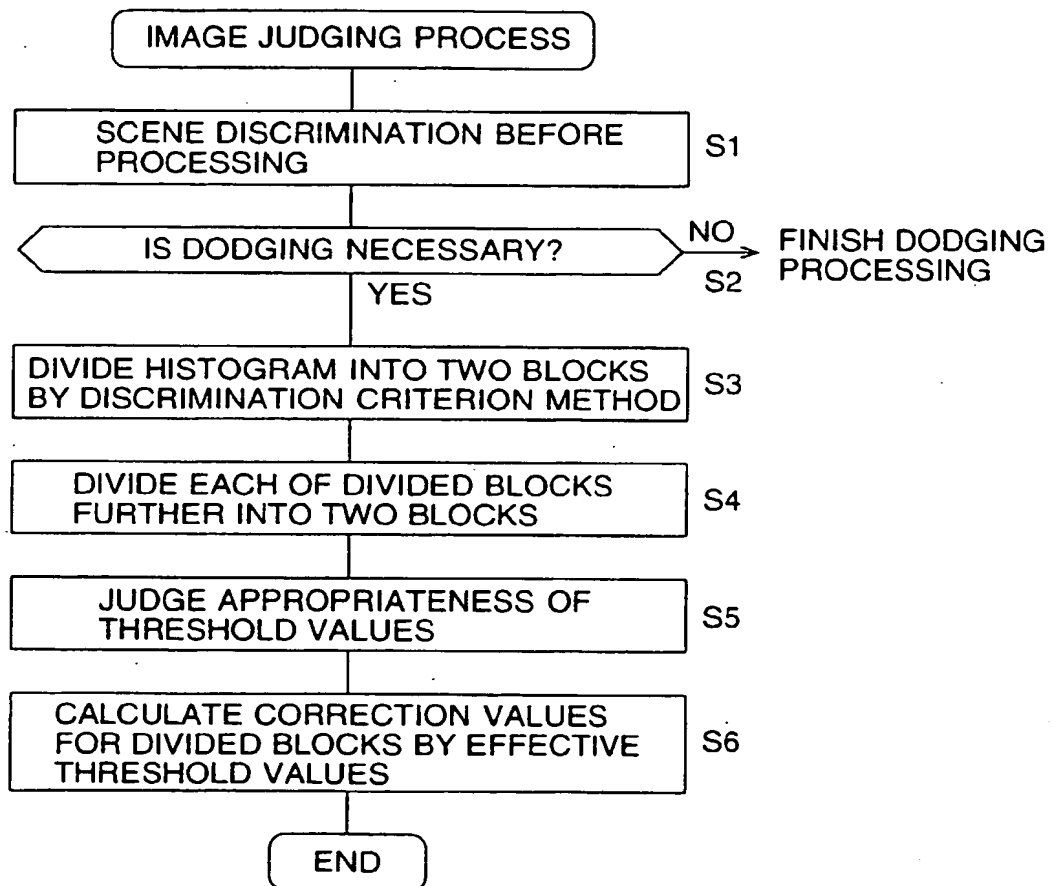 IMAGE JUDGING PROCESS
SCENE DISCRIMINATION BEFORE
PROCESSING
S1
IS DODGING NECESSARY?
NO
S2
FINISH DODGING
PROCESSING
YES
DIVIDE HISTOGRAM INTO TWO BLOCKS
BY DISCRIMINATION CRITERION METHOD
S3
DIVIDE EACH OF DIVIDED BLOCKS
FURTHER INTO TWO BLOCKS
S4
JUDGE APPROPRIATENESS OF
THRESHOLD VALUES
S5
CALCULATE CORRECTION VALUES
FOR DIVIDED BLOCKS BY EFFECTIVE
THRESHOLD VALUES
S6
END